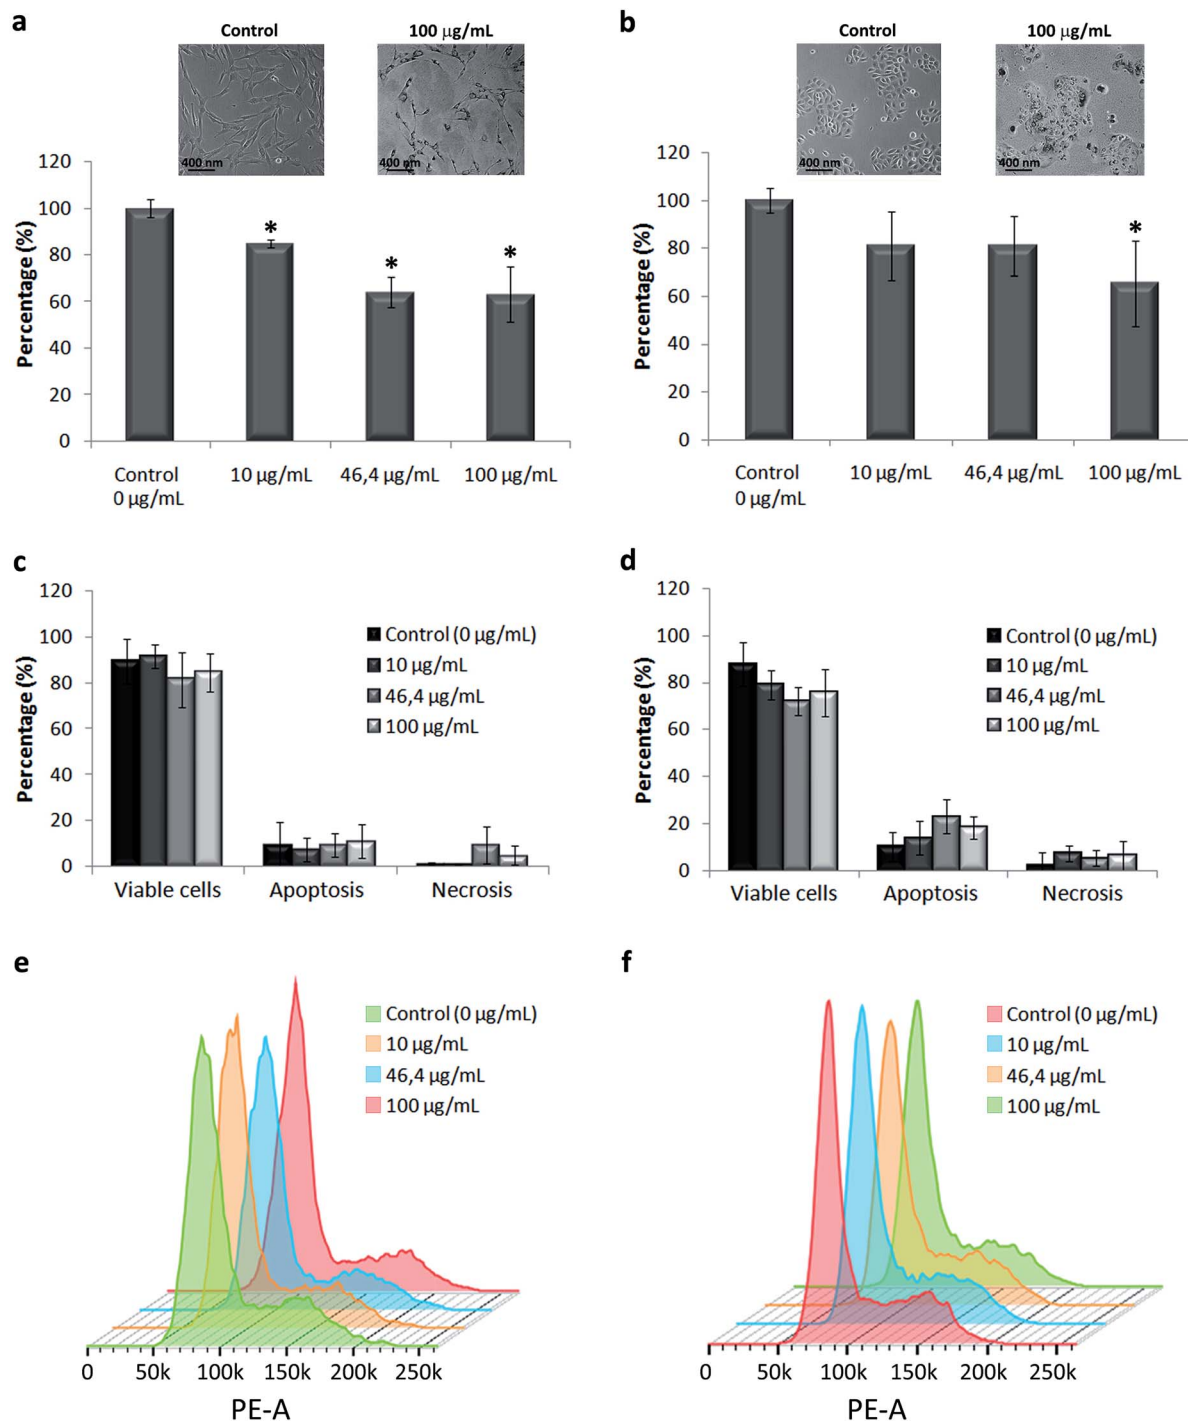 a
Control
100 µg/mL
400 nm
400 nm
120
100
80
60
40
20
0
Percentage (%)
*
*
*
Control
0 µg/mL
10 µg/mL
46,4 µg/mL
100 µg/mL
b
Control
100 µg/mL
400 nm
400 nm
120
100
80
60
40
20
0
Percentage (%)
*
Control
0 µg/mL
10 µg/mL
46,4 µg/mL
100 µg/mL
c
120
100
80
60
40
20
0
Percentage (%)
Control (0 µg/mL)
10 µg/mL
46,4 µg/mL
100 µg/mL
Viable cells
Apoptosis
Necrosis
d
120
100
80
60
40
20
0
Percentage (%)
Control (0 µg/mL)
10 µg/mL
46,4 µg/mL
100 µg/mL
Viable cells
Apoptosis
Necrosis
e
Control (0 µg/mL)
10 µg/mL
46,4 µg/mL
100 µg/mL
0 50k 100k 150k 200k 250k
PE-A
f
Control (0 µg/mL)
10 µg/mL
46,4 µg/mL
100 µg/mL
0 50k 100k 150k 200k 250k
PE-A